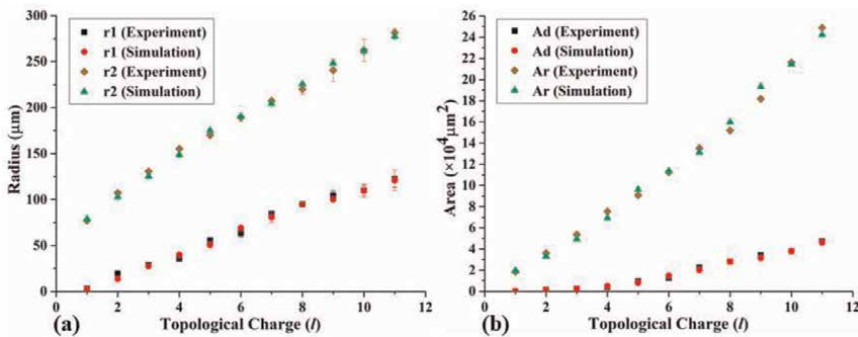 r1 (Experiment)
r1 (Simulation)
r2 (Experiment)
r2 (Simulation)
Radius (μm)
300
250
200
150
100
50
0
0 2 4 6 8 10 12
(a)
Topological Charge (l)
Ad (Experiment)
Ad (Simulation)
Ar (Experiment)
Ar (Simulation)
Area (×10⁴μm²)
26
24
22
20
18
16
14
12
10
8
6
4
2
0
0 2 4 6 8 10 12
(b)
Topological Charge (l)